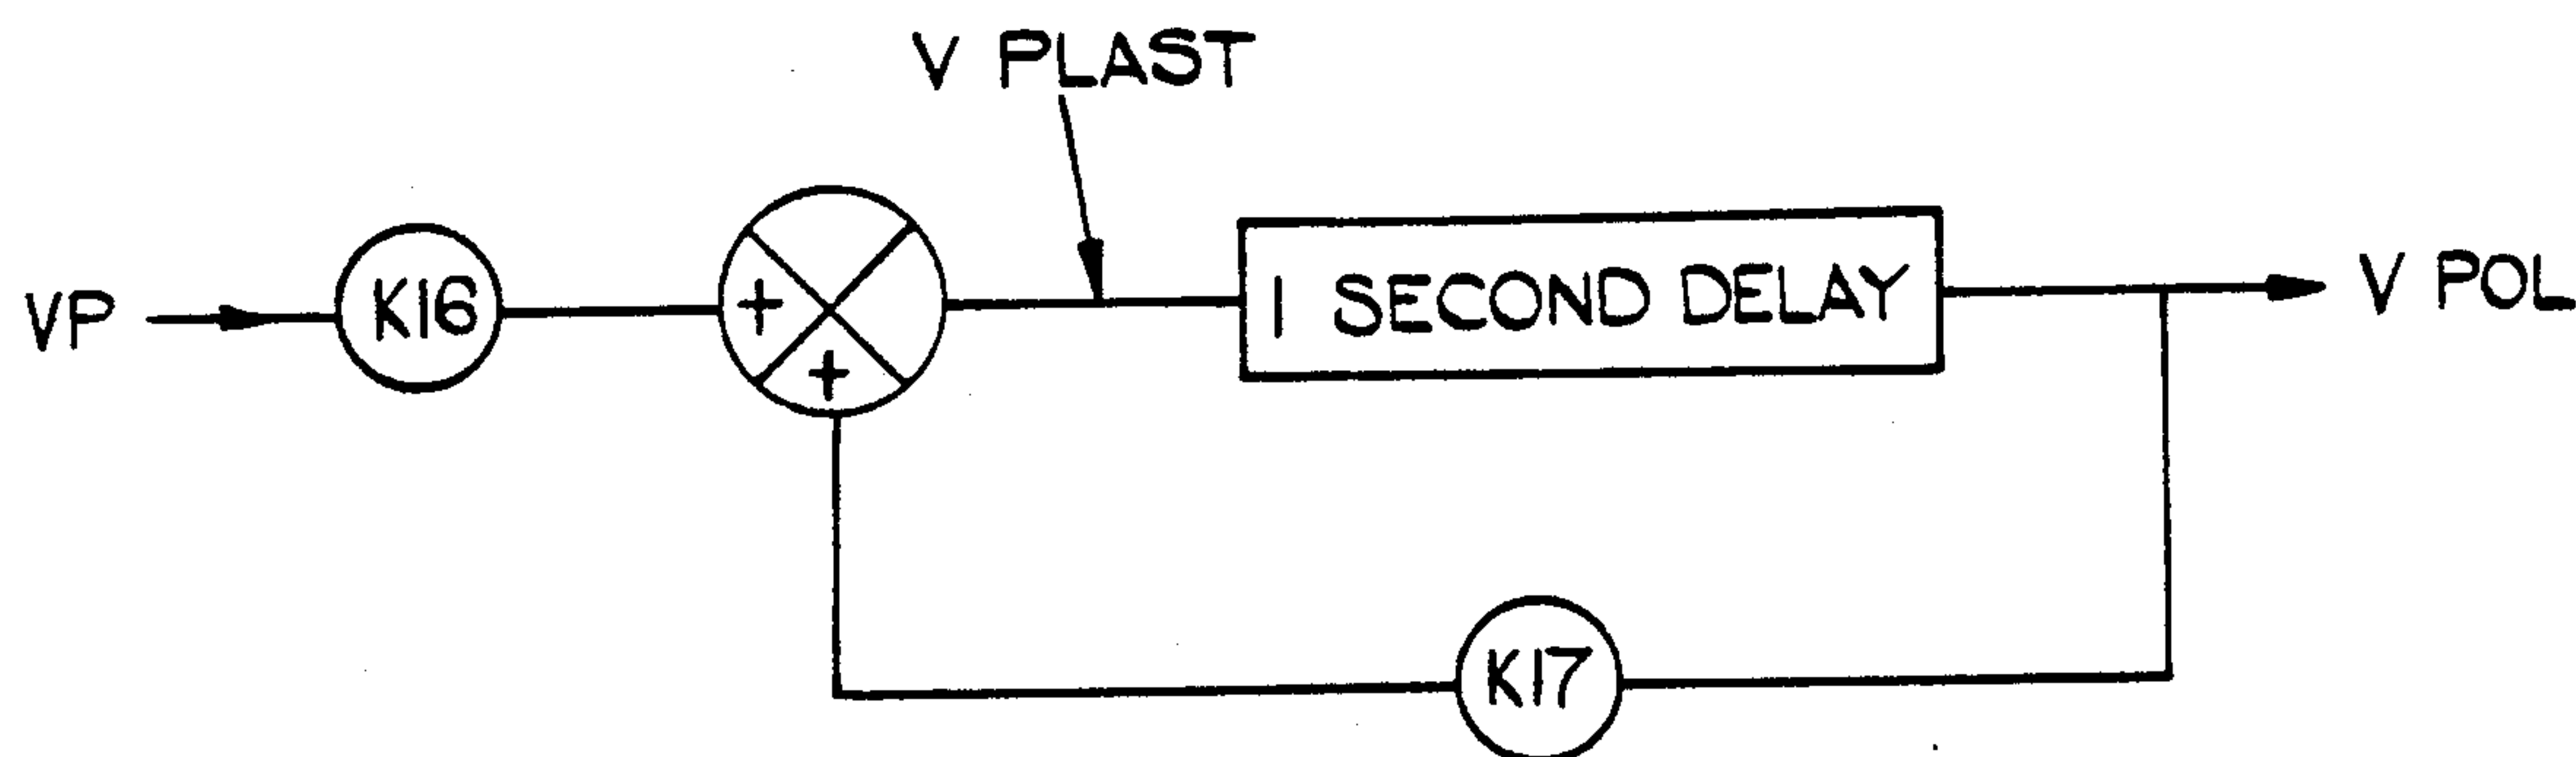 V PLAST
VP
K16
+
+
1 SECOND DELAY
V POL
K17